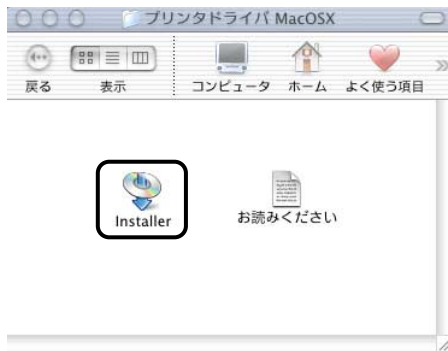 プリンタドライバ MacOSX
戻る 表示 コンピュータ ホーム よく使う項目
Installer お読みください